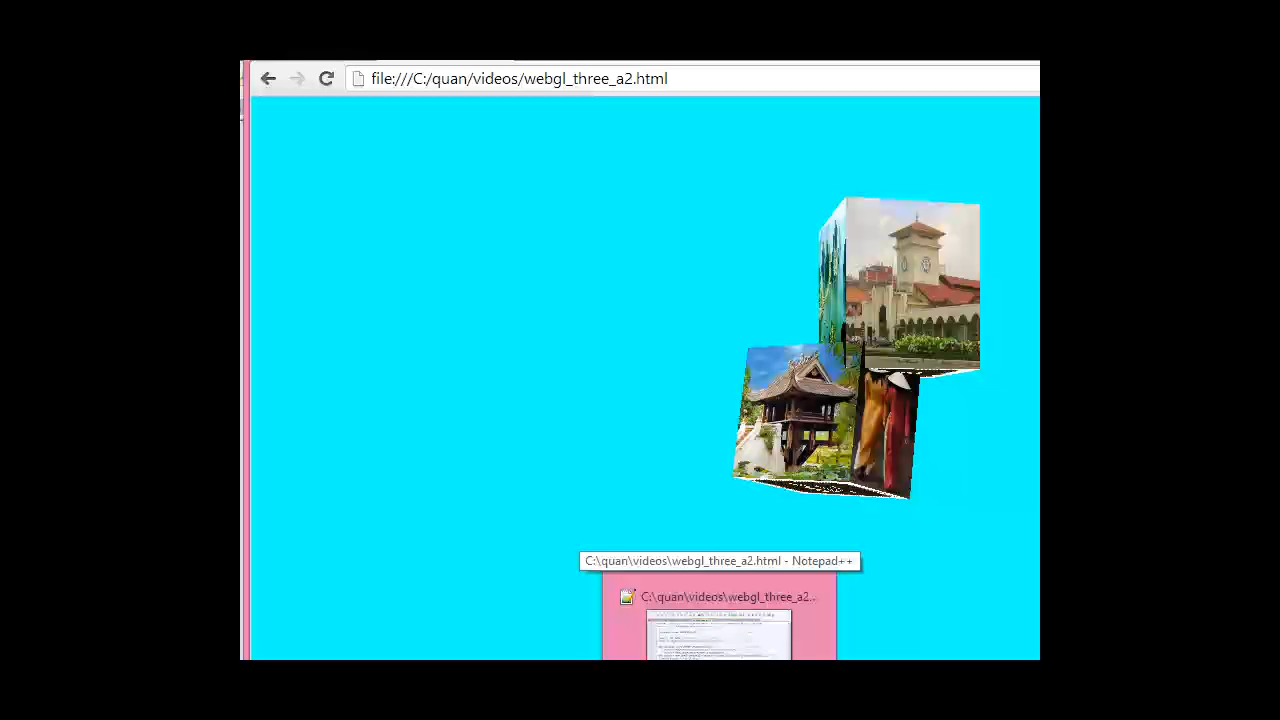 file:///C:/quan/videos/webgl_three_a2.html
C:\quan\videos\webgl_three_a2.html - Notepad++
C:\quan\videos\webgl_three_a2...